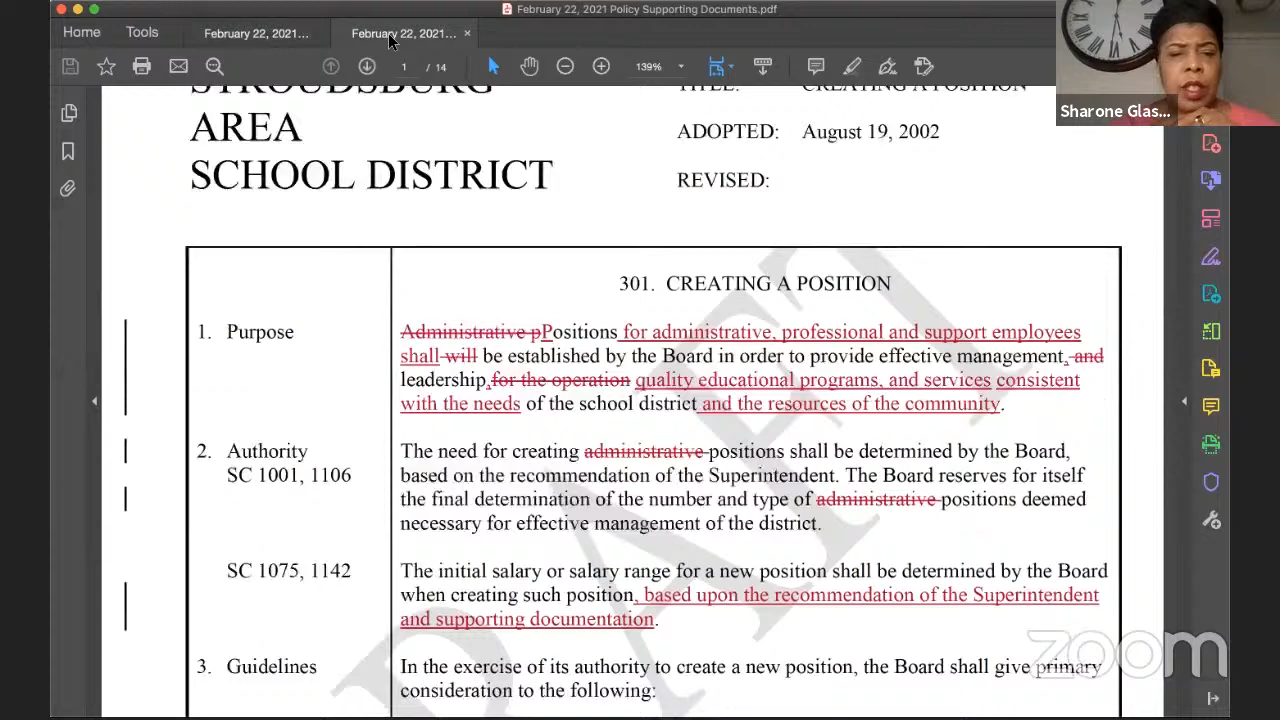 February 22, 2021 Policy Supporting Documents.pdf
Home Tools February 22, 2021... February 22, 2021... ×
1 / 14 139%
Sharone Glas...
STROUDSBURG
AREA
SCHOOL DISTRICT
TITLE: CREATING A POSITION
ADOPTED: August 19, 2002
REVISED:
301. CREATING A POSITION
1. Purpose
Administrative pPositions for administrative, professional and support employees
shall will be established by the Board in order to provide effective management, and
leadership,for the operation quality educational programs, and services consistent
with the needs of the school district and the resources of the community.
2. Authority
SC 1001, 1106
The need for creating administrative positions shall be determined by the Board,
based on the recommendation of the Superintendent. The Board reserves for itself
the final determination of the number and type of administrative positions deemed
necessary for effective management of the district.
SC 1075, 1142
The initial salary or salary range for a new position shall be determined by the Board
when creating such position, based upon the recommendation of the Superintendent
and supporting documentation.
3. Guidelines
In the exercise of its authority to create a new position, the Board shall give primary
consideration to the following:
DRAFT
zoom